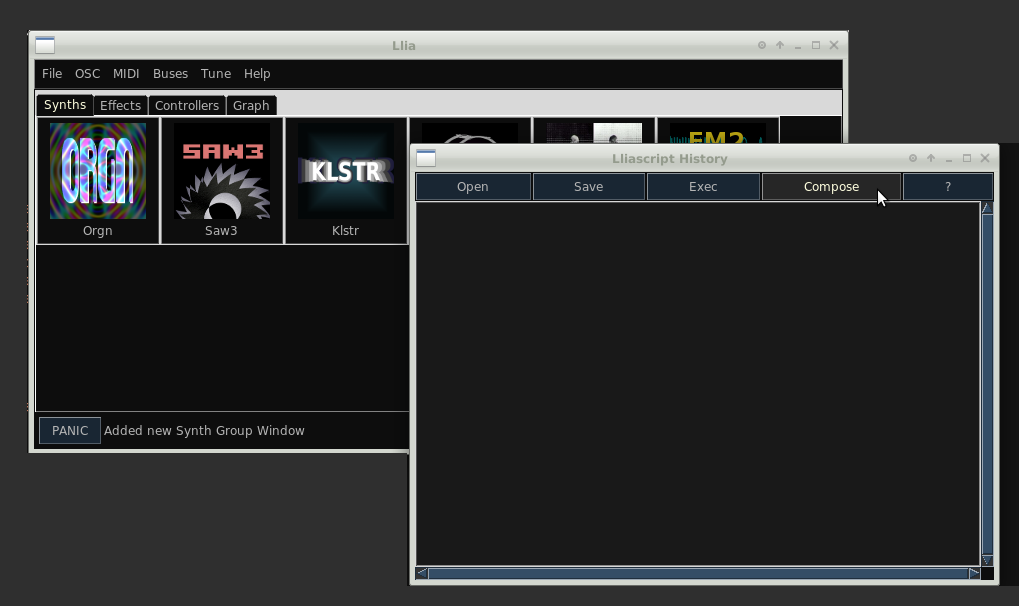 Llia
File OSC MIDI Buses Tune Help
Synths Effects Controllers Graph
ORGN SAW3 KLSTR
Orgn Saw3 Klstr
PANIC Added new Synth Group Window
Lliascript History
Open Save Exec Compose ?